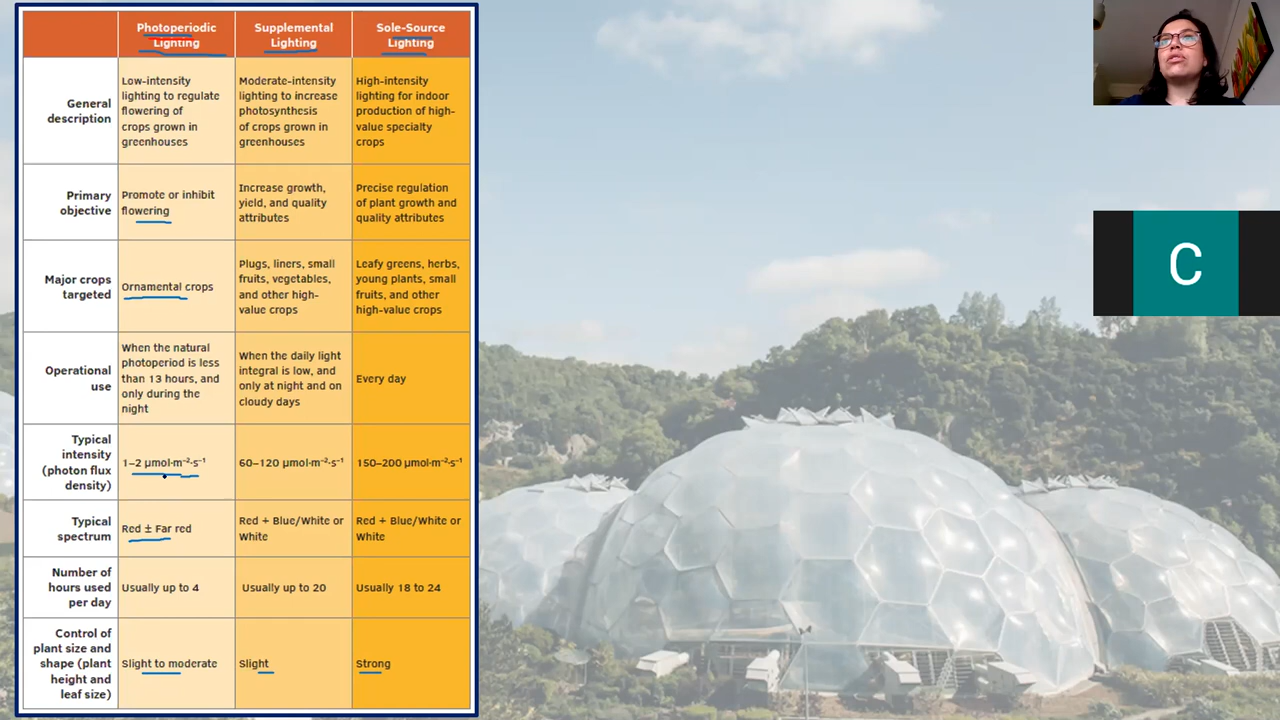 Photoperiodic
Lighting
Supplemental
Lighting
Sole-Source
Lighting
General
description
Low-intensity
lighting to regulate
flowering of
crops grown in
greenhouses
Moderate-intensity
lighting to increase
photosynthesis
of crops grown in
greenhouses
High-intensity
lighting for indoor
production of high-
value specialty
crops
Primary
objective
Promote or inhibit
flowering
Increase growth,
yield, and quality
attributes
Precise regulation
of plant growth and
quality attributes
Major crops
targeted
Ornamental crops
Plugs, liners, small
fruits, vegetables,
and other high-
value crops
Leafy greens, herbs,
young plants, small
fruits, and other
high-value crops
Operational
use
When the natural
photoperiod is less
than 13 hours, and
only during the
night
When the daily light
integral is low, and
only at night and on
cloudy days
Every day
Typical
intensity
(photon flux
density)
1–2 µmol·m⁻²·s⁻¹
60–120 µmol·m⁻²·s⁻¹
150–200 µmol·m⁻²·s⁻¹
Typical
spectrum
Red ± Far red
Red + Blue/White or
White
Red + Blue/White or
White
Number of
hours used
per day
Usually up to 4
Usually up to 20
Usually 18 to 24
Control of
plant size and
shape (plant
height and
leaf size)
Slight to moderate
Slight
Strong
C